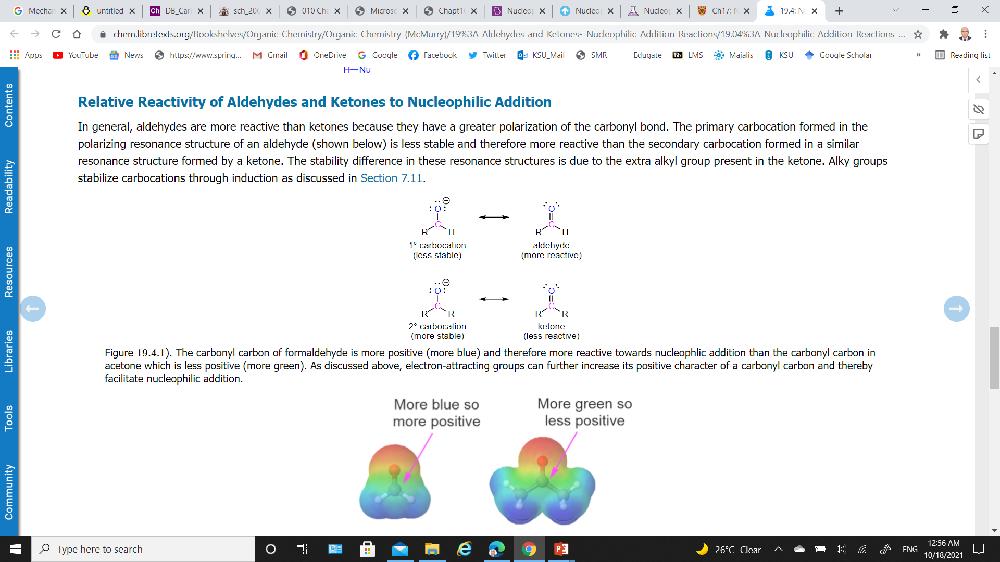 Mechan
untitled
Ch DB_Carl
sch_206
010 Cha
Microsc
Chapt1
Nucleop
Nucleop
Nucleop
Ch17: N
19.4: Nu
chem.libretexts.org/Bookshelves/Organic_Chemistry/Organic_Chemistry_(McMurry)/19%3A_Aldehydes_and_Ketones-_Nucleophilic_Addition_Reactions/19.04%3A_Nucleophilic_Addition_Reactions_...
Apps YouTube News https://www.spring... Gmail OneDrive Google Facebook Twitter KSU_Mail SMR Edugate Bb LMS Majalis KSU Google Scholar » Reading list
Contents
Readability
Resources
Libraries
Tools
Community
H—Nu
Relative Reactivity of Aldehydes and Ketones to Nucleophilic Addition
In general, aldehydes are more reactive than ketones because they have a greater polarization of the carbonyl bond. The primary carbocation formed in the
polarizing resonance structure of an aldehyde (shown below) is less stable and therefore more reactive than the secondary carbocation formed in a similar
resonance structure formed by a ketone. The stability difference in these resonance structures is due to the extra alkyl group present in the ketone. Alky groups
stabilize carbocations through induction as discussed in Section 7.11.
O O
C C
R H R H
1° carbocation aldehyde
(less stable) (more reactive)
O O
C C
R R R R
2° carbocation ketone
(more stable) (less reactive)
Figure 19.4.1). The carbonyl carbon of formaldehyde is more positive (more blue) and therefore more reactive towards nucleophlic addition than the carbonyl carbon in
acetone which is less positive (more green). As discussed above, electron-attracting groups can further increase its positive character of a carbonyl carbon and thereby
facilitate nucleophilic addition.
More blue so More green so
more positive less positive
Type here to search
26°C Clear
ENG
12:56 AM
10/18/2021